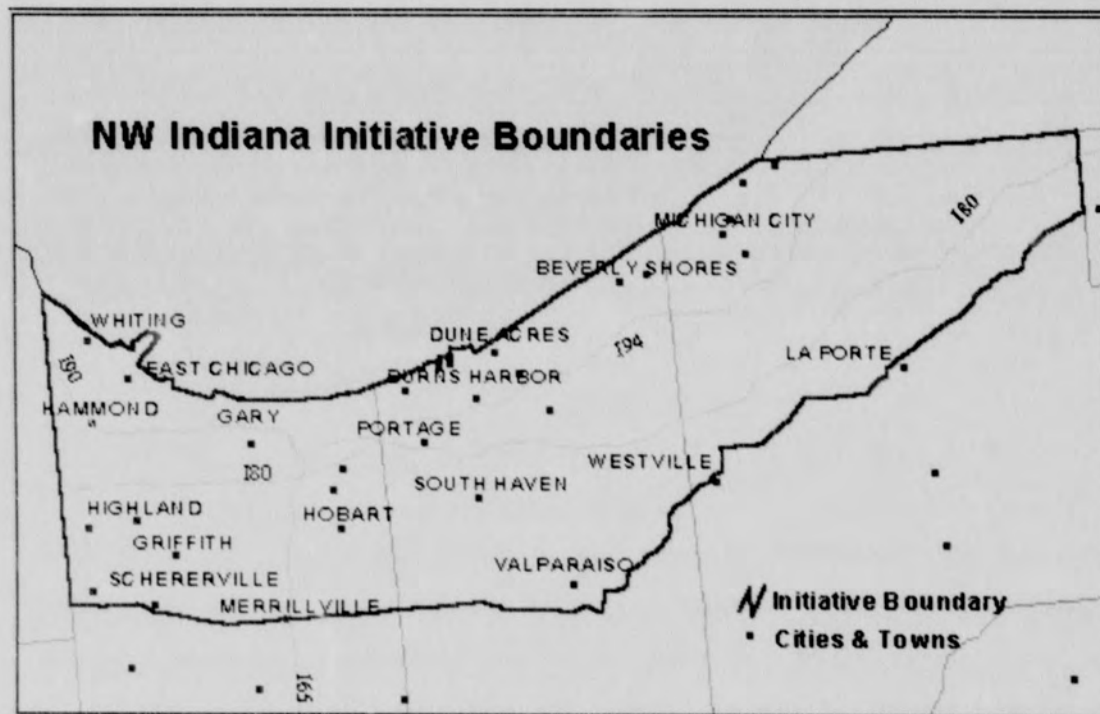 NW Indiana Initiative Boundaries
MICHIGAN CITY
I80
BEVERLY SHORES
WHITING
DUNE ACRES
I94
LA PORTE
I90
EAST CHICAGO
BURNS HARBOR
HAMMOND
GARY
PORTAGE
I80
WESTVILLE
SOUTH HAVEN
HIGHLAND
HOBART
GRIFFITH
VALPARAISO
SCHERERVILLE
MERRILLVILLE
Initiative Boundary
Cities & Towns
I65